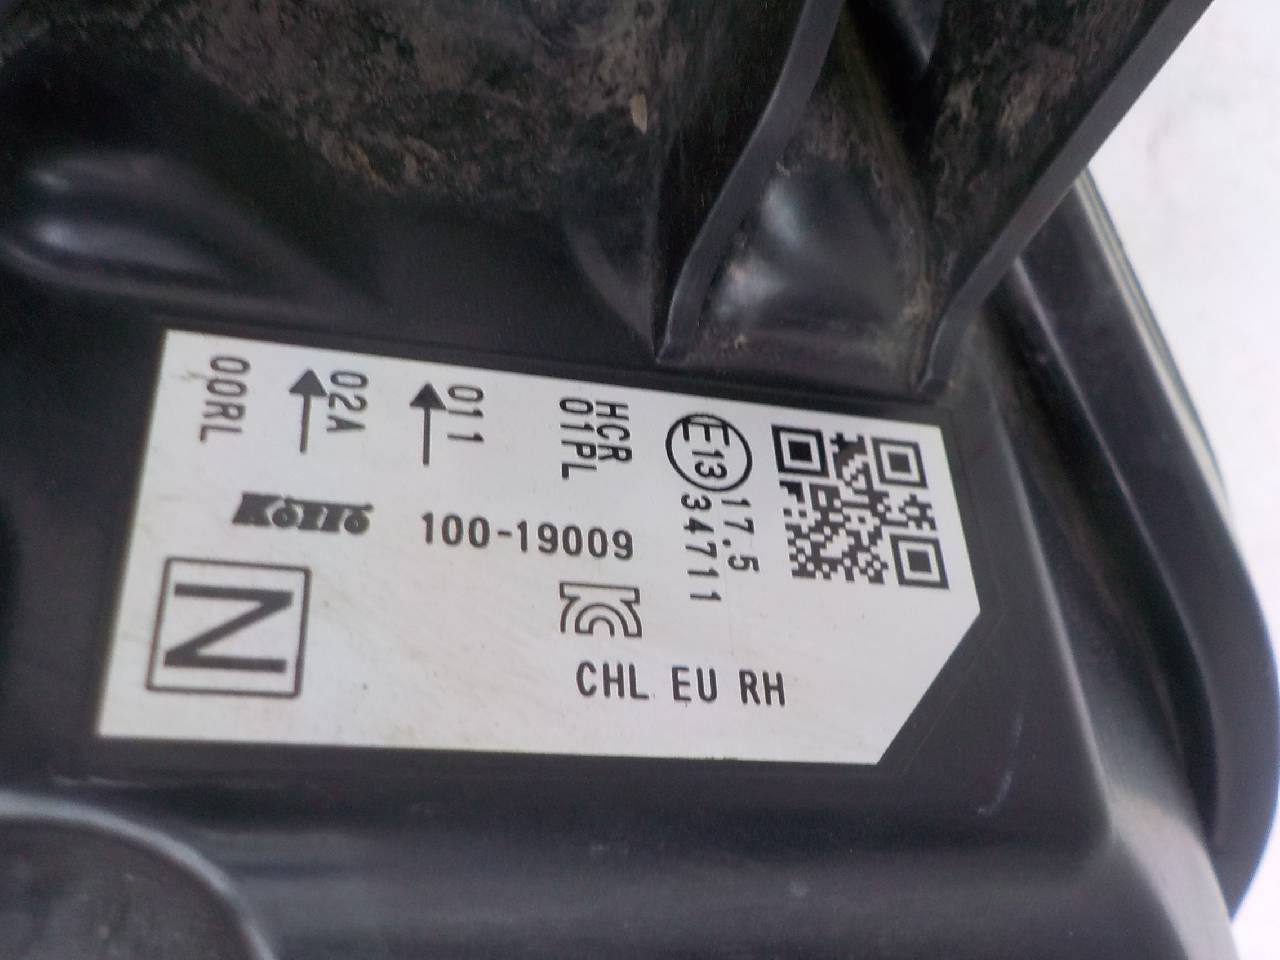 00RL
02A
011
HCR
01PL
E13
17.5
34711
Koito
100-19009
CHL EU RH
N